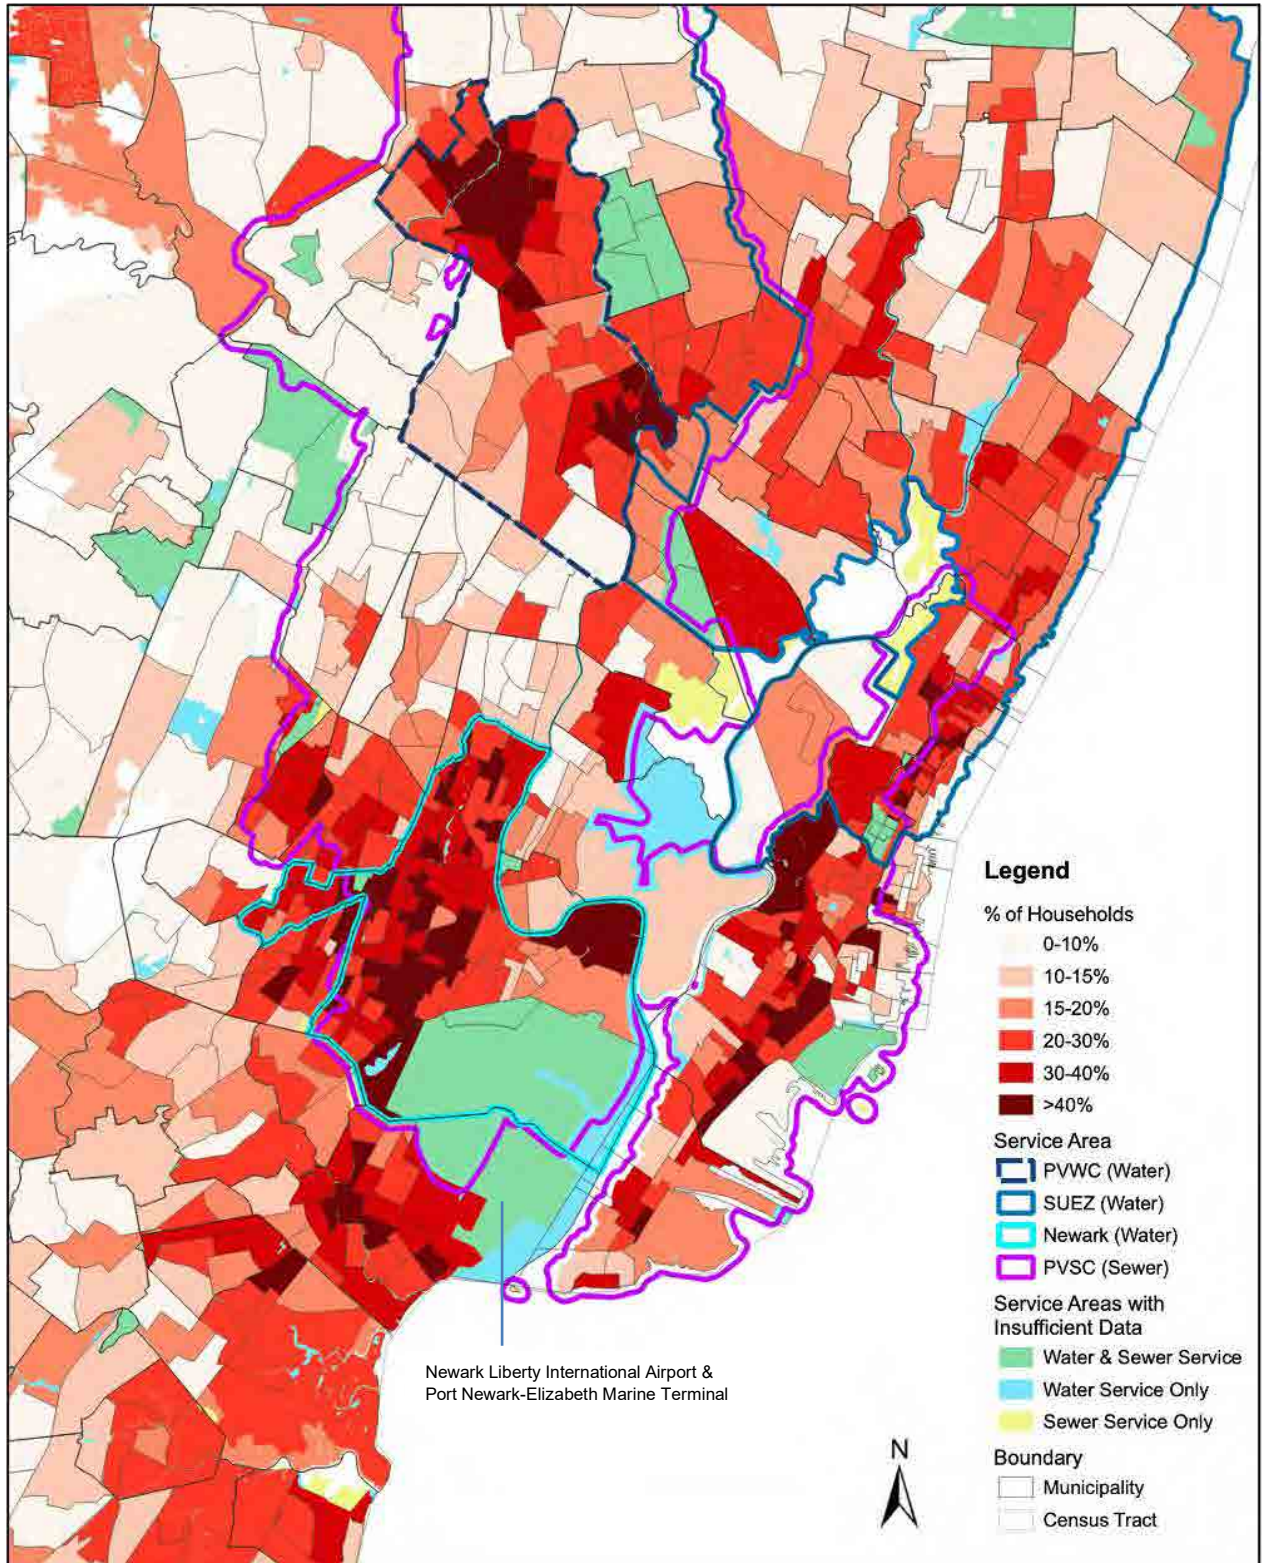 Legend
% of Households
0-10%
10-15%
15-20%
20-30%
30-40%
>40%
Service Area
PVWC (Water)
SUEZ (Water)
Newark (Water)
PVSC (Sewer)
Service Areas with
Insufficient Data
Water & Sewer Service
Water Service Only
Sewer Service Only
Boundary
Municipality
Census Tract
Newark Liberty International Airport &
Port Newark-Elizabeth Marine Terminal
N